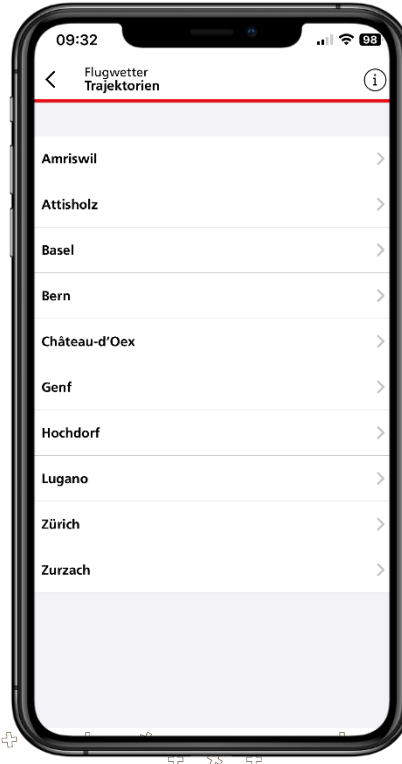 09:32
98
Flugwetter
Trajektorien
i
Amriswil
Attisholz
Basel
Bern
Château-d'Oex
Genf
Hochdorf
Lugano
Zürich
Zurzach